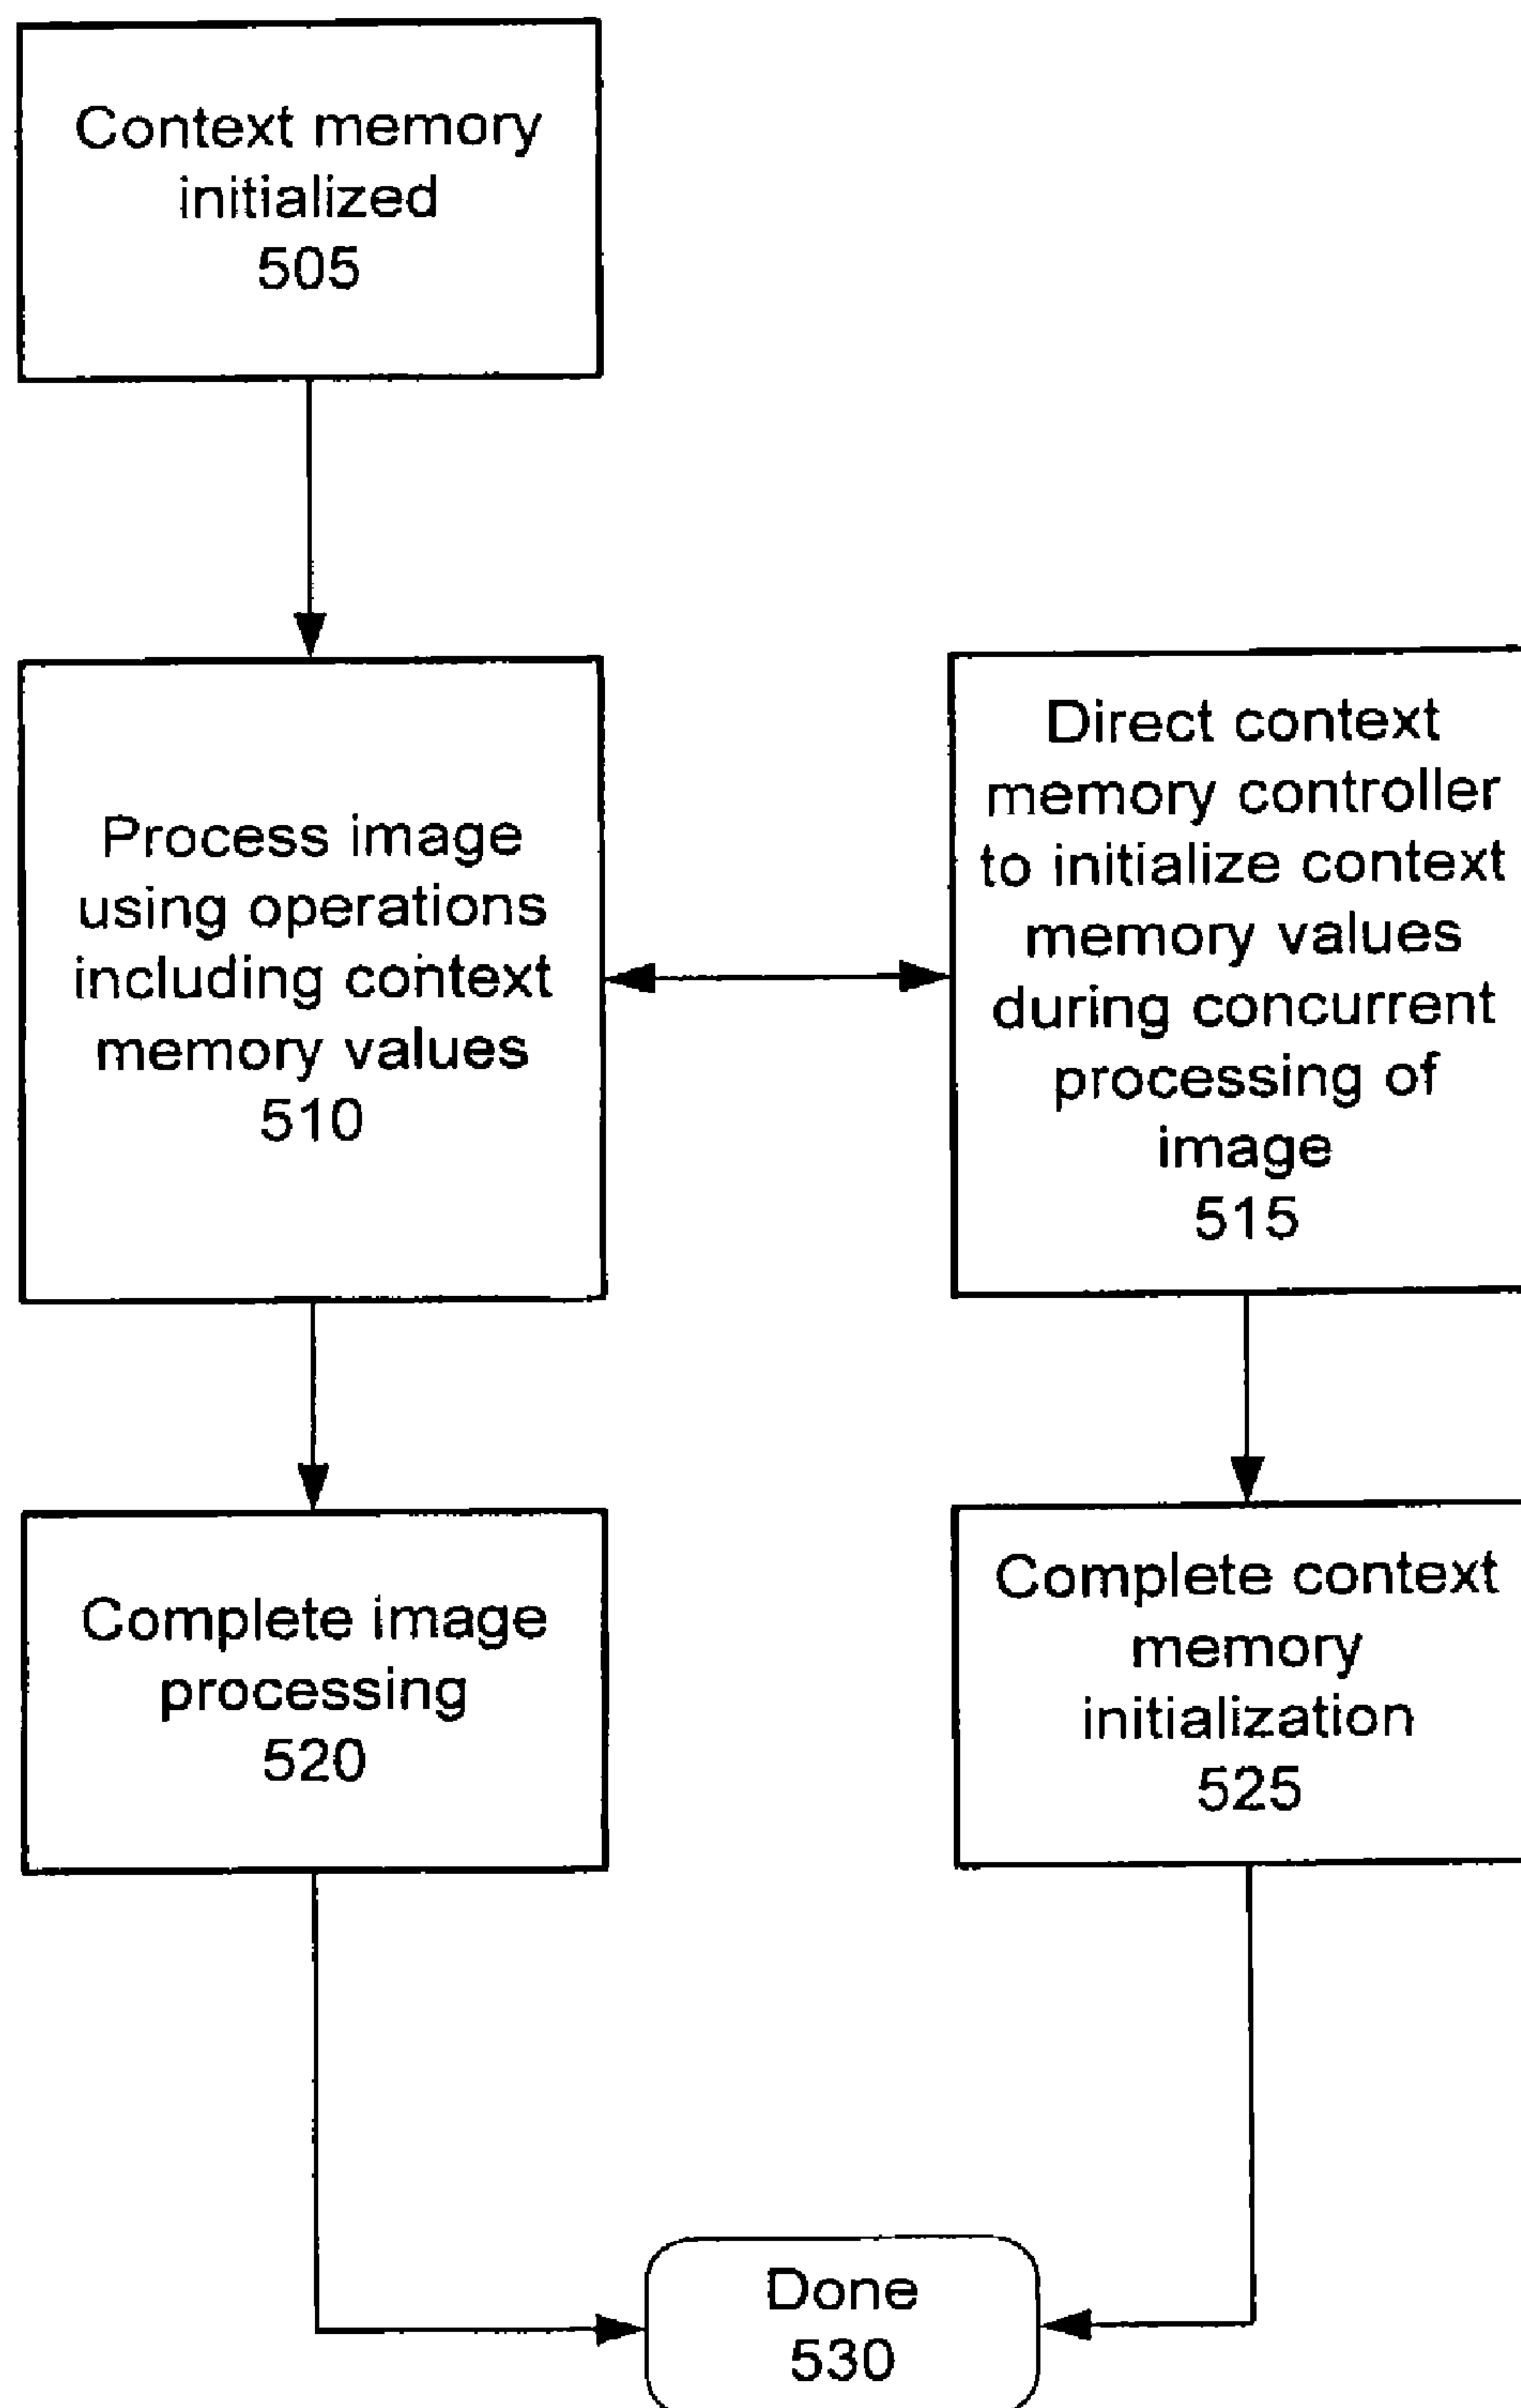 Context memory
initialized
505
Process image
using operations
including context
memory values
510
Direct context
memory controller
to initialize context
memory values
during concurrent
processing of
image
515
Complete image
processing
520
Complete context
memory
initialization
525
Done
530